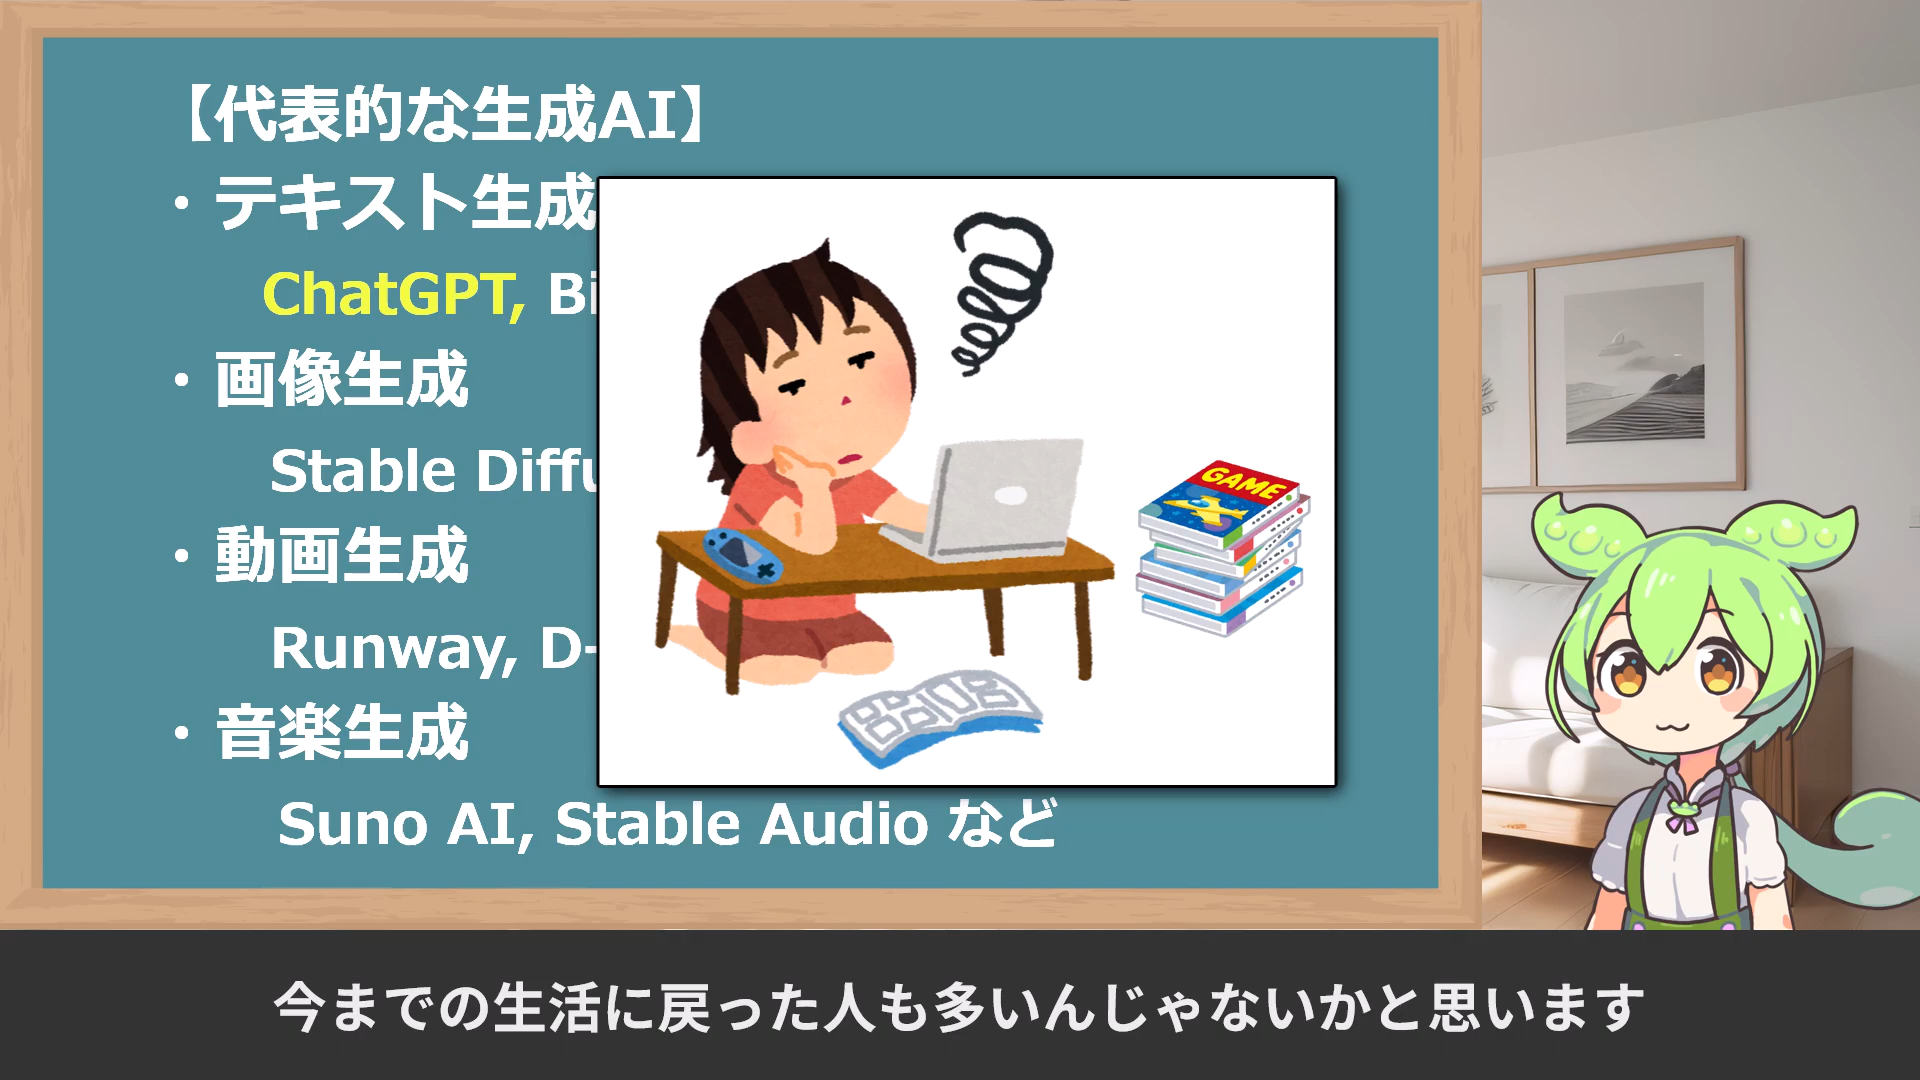 【代表的な生成AI】
・テキスト生成
ChatGPT,
・画像生成
Stable
・動画生成
Runway,
・音楽生成
Suno AI, Stable Audio など
GAME
今までの生活に戻った人も多いんじゃないかと思います